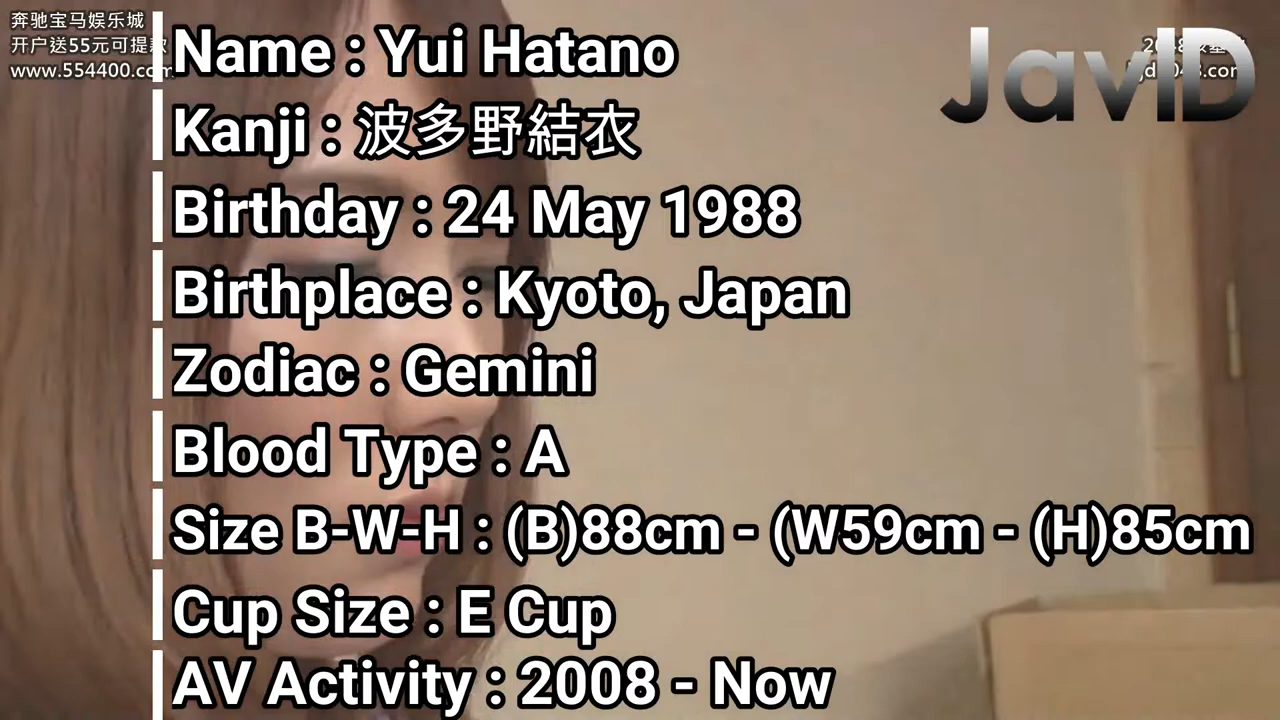 奔驰宝马娱乐城
开户送55元可提款
www.554400.com
JavID
Name : Yui Hatano
Kanji : 波多野結衣
Birthday : 24 May 1988
Birthplace : Kyoto, Japan
Zodiac : Gemini
Blood Type : A
Size B-W-H : (B)88cm - (W59cm - (H)85cm
Cup Size : E Cup
AV Activity : 2008 - Now